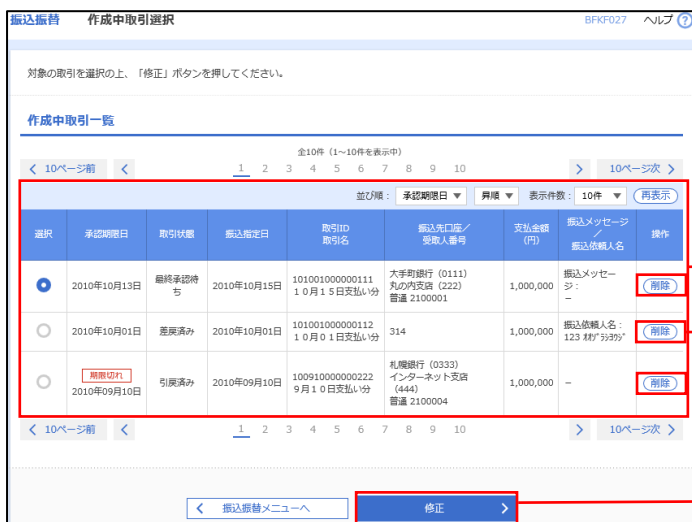 振込振替 作成中取引選択 BFKF027 ヘルプ ?
対象の取引を選択の上、「修正」ボタンを押してください。
作成中取引一覧
全10件(1~10件を表示中)
< 10ページ前 < 1 2 3 4 5 6 7 8 9 10 > 10ページ次 >
並び順: 承認期限日 ▼ 昇順 ▼ 表示件数: 10件 ▼ 再表示
選択 承認期限日 取引状態 振込指定日 取引ID 振込先口座/ 支払金額 振込メッセージ 操作
取引名 受取人番号 (円) /
振込依頼人名
2010年10月13日 最終承認待 2010年10月15日 101001000000111 大手町銀行(0111) 1,000,000 振込メッセー 削除
ち 10月15日支払い分 丸の内支店(222) ジ:
普通 2100001 −
2010年10月01日 差戻済み 2010年10月01日 101001000000112 314 1,000,000 振込依頼人名: 削除
10月01日支払い分 123
期限切れ 引戻済み 2010年09月10日 100910000000222 札幌銀行(0333) 1,000,000 − 削除
2010年09月10日 9月10日支払い分 インターネット支店
(444)
普通 2100004
< 10ページ前 < 1 2 3 4 5 6 7 8 9 10 > 10ページ次 >
< 振込振替メニューへ 修正 >